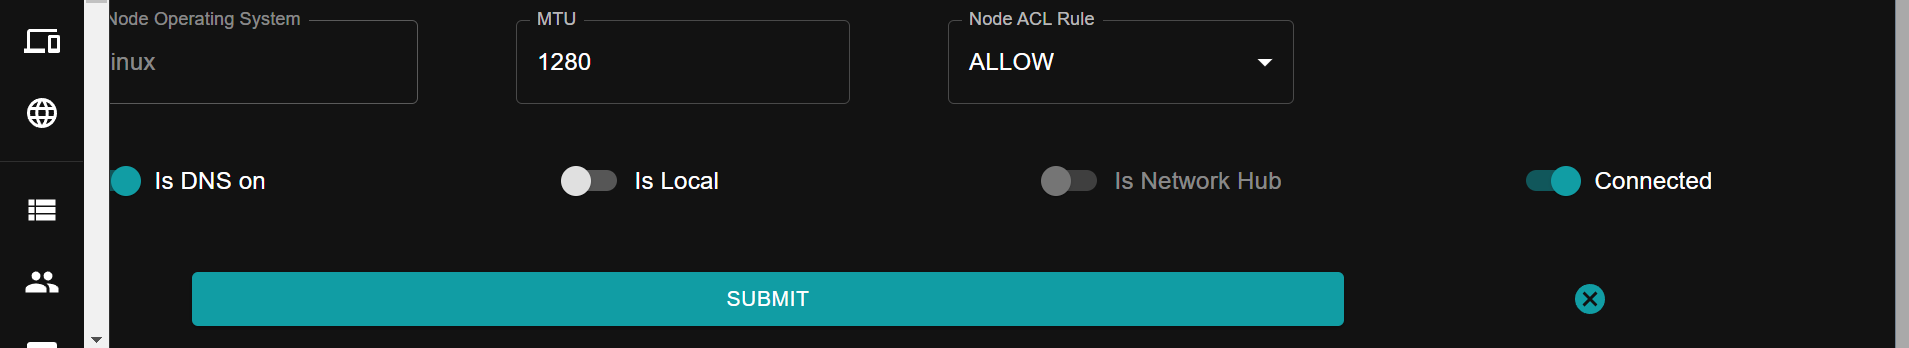 Node Operating System
MTU
Node ACL Rule
inux
1280
ALLOW
Is DNS on
Is Local
Is Network Hub
Connected
SUBMIT